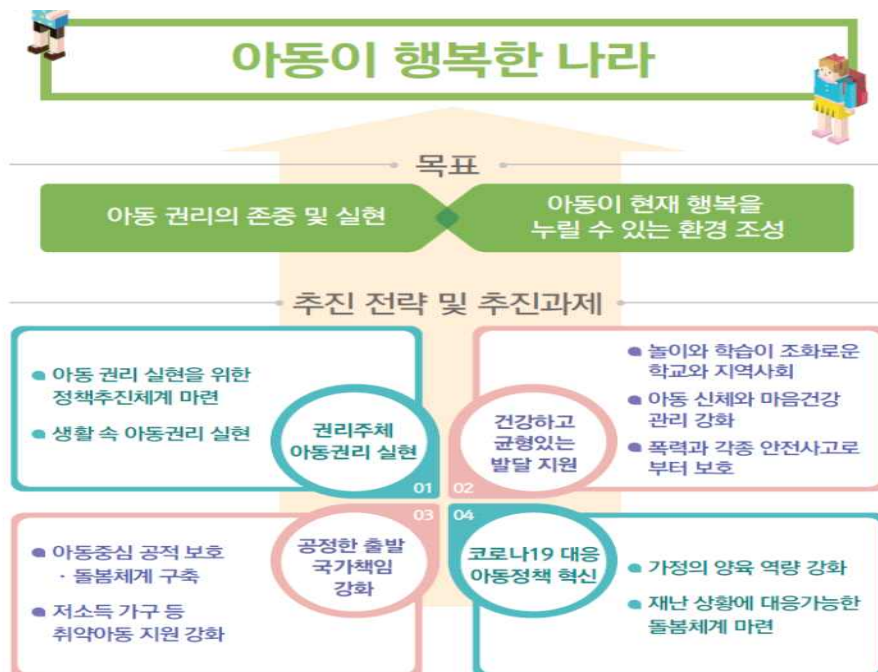 아동이 행복한 나라
목표
아동 권리의 존중 및 실현
아동이 현재 행복을
누릴 수 있는 환경 조성
추진 전략 및 추진과제
아동 권리 실현을 위한
정책추진체계 마련
생활 속 아동권리 실현
권리주체
아동권리 실현
01
건강하고
균형있는
발달 지원
02
놀이와 학습이 조화로운
학교와 지역사회
아동 신체와 마음건강
관리 강화
폭력과 각종 안전사고로
부터 보호
아동중심 공적 보호
· 돌봄체계 구축
저소득 가구 등
취약아동 지원 강화
03
공정한 출발
국가책임
강화
04
코로나19 대응
아동정책 혁신
가정의 양육 역량 강화
재난 상황에 대응가능한
돌봄체계 마련